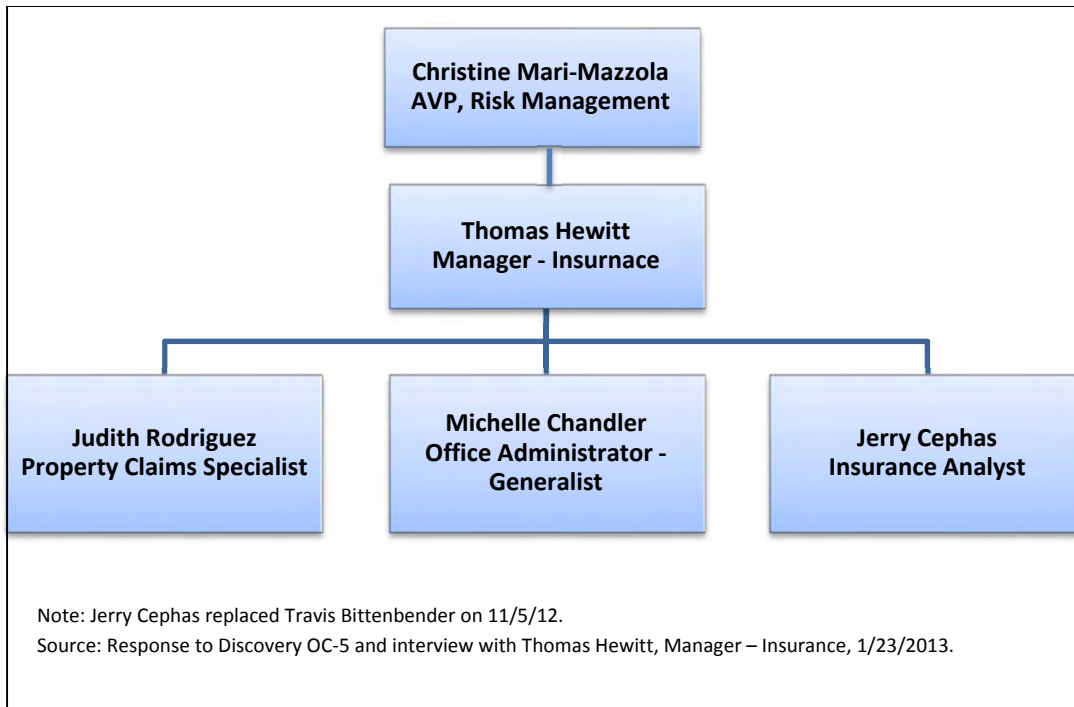 Christine Mari-Mazzola
AVP, Risk Management
Thomas Hewitt
Manager - Insurnace
Judith Rodriguez
Property Claims Specialist
Michelle Chandler
Office Administrator -
Generalist
Jerry Cephas
Insurance Analyst
Note: Jerry Cephas replaced Travis Bittenbender on 11/5/12.
Source: Response to Discovery OC-5 and interview with Thomas Hewitt, Manager – Insurance, 1/23/2013.